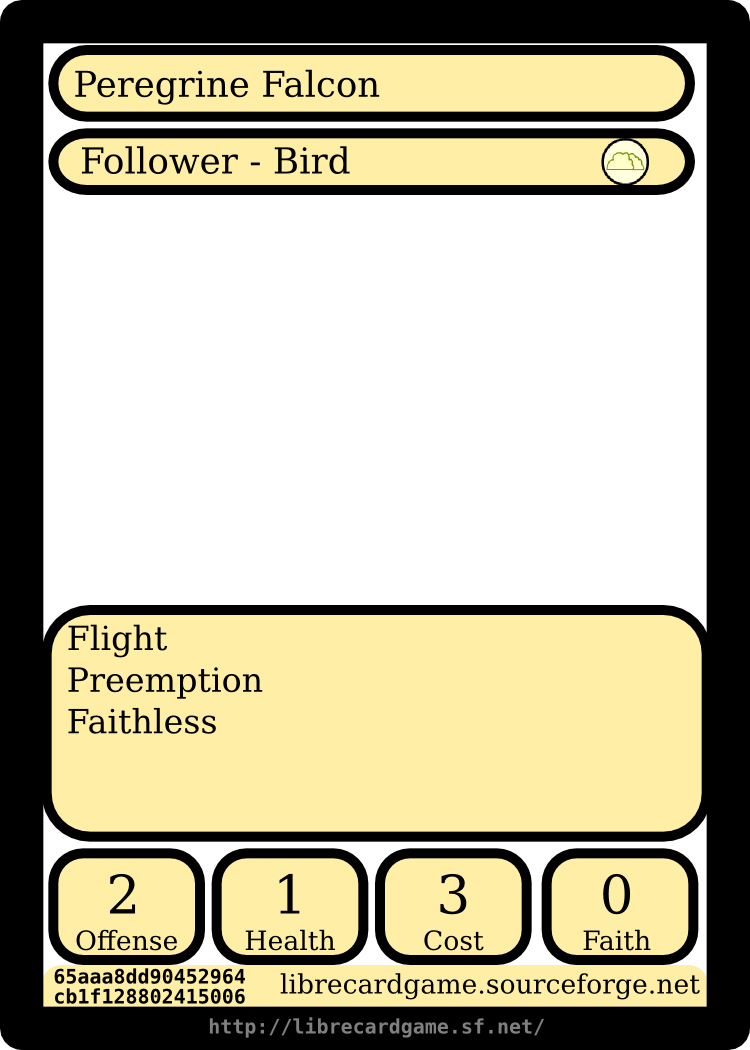 Peregrine Falcon
Follower - Bird
Flight
Preemption
Faithless
2
Offense
1
Health
3
Cost
0
Faith
65aaa8dd90452964
cb1f128802415006
librecardgame.sourceforge.net
http://librecardgame.sf.net/